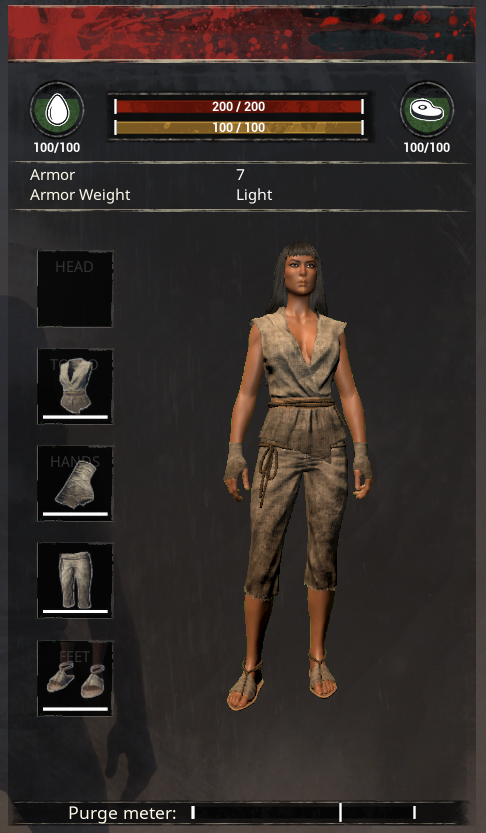 200 / 200
100 / 100
100/100
100/100
Armor 7
Armor Weight Light
HEAD
HANDS
FEET
Purge meter: